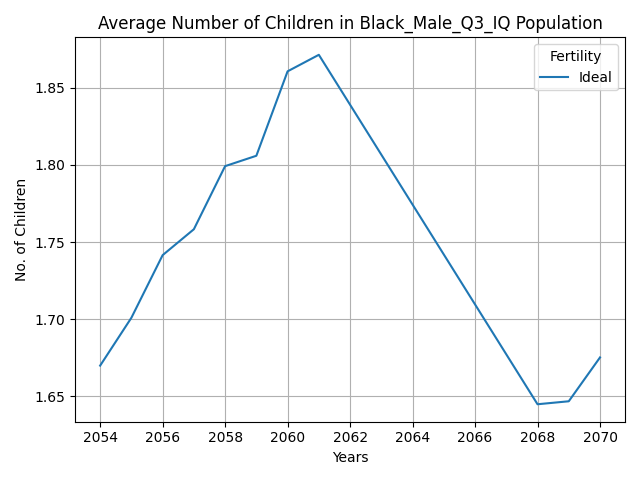 Average Number of Children in Black_Male_Q3_IQ Population
Fertility
Ideal
No. of Children
1.85
1.80
1.75
1.70
1.65
2054 2056 2058 2060 2062 2064 2066 2068 2070
Years